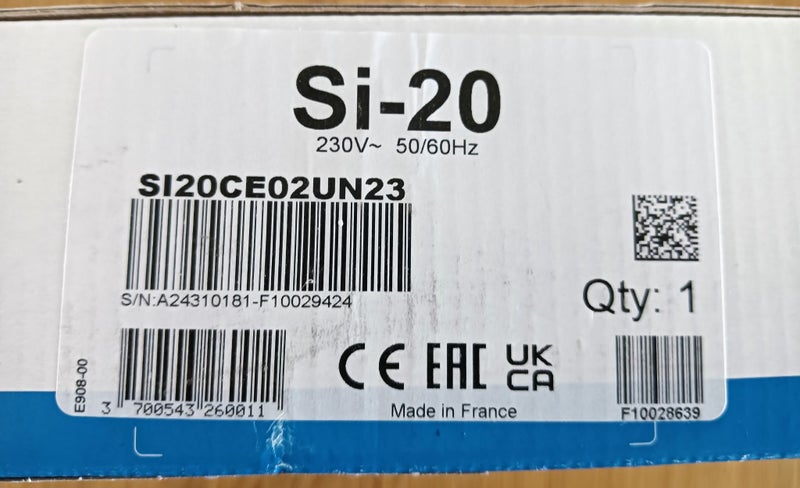 Si-20
230V~ 50/60Hz
SI20CE02UN23
S/N:A24310181-F10029424
Qty: 1
E908-00
3 700543 260011
CE EAC UK
CA
Made in France
F10028639